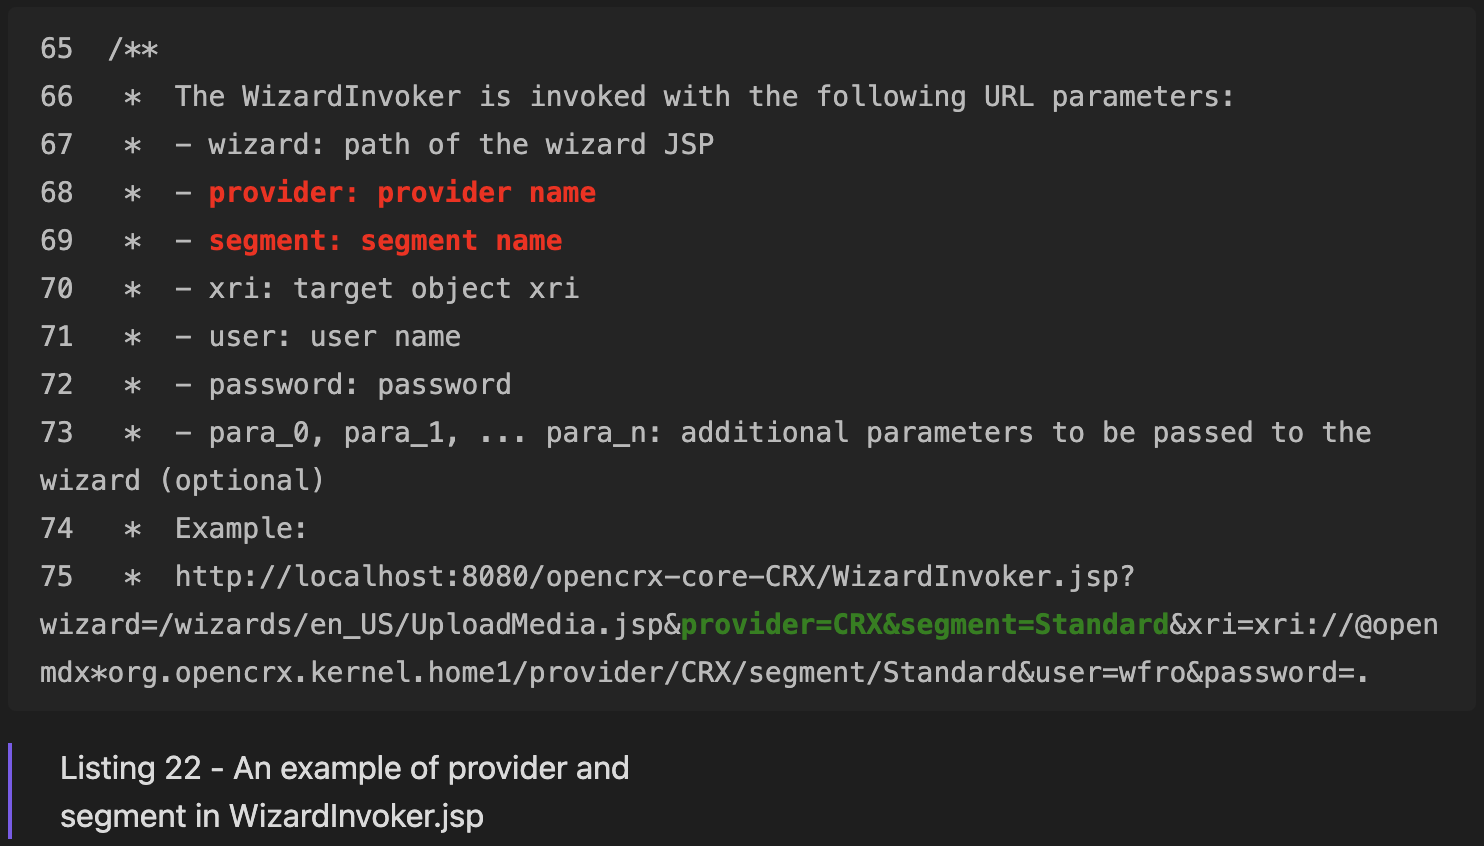 65  /**
66   *  The WizardInvoker is invoked with the following URL parameters:
67   *  - wizard: path of the wizard JSP
68   *  - provider: provider name
69   *  - segment: segment name
70   *  - xri: target object xri
71   *  - user: user name
72   *  - password: password
73   *  - para_0, para_1, ... para_n: additional parameters to be passed to the
wizard (optional)
74   *  Example:
75   *  http://localhost:8080/opencrx-core-CRX/WizardInvoker.jsp?
wizard=/wizards/en_US/UploadMedia.jsp&provider=CRX&segment=Standard&xri=xri://@open
mdx*org.opencrx.kernel.home1/provider/CRX/segment/Standard&user=wfro&password=.
Listing 22 - An example of provider and
segment in WizardInvoker.jsp